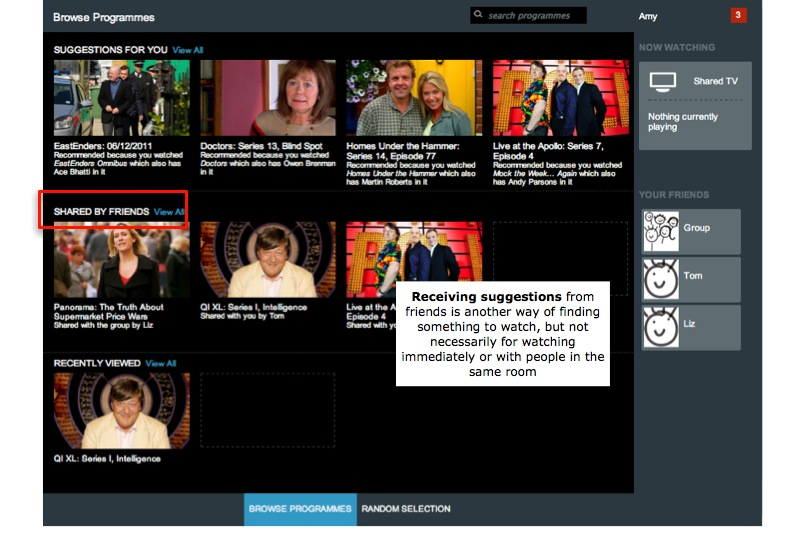 Browse Programmes
search programmes
Amy
3
SUGGESTIONS FOR YOU View All
EastEnders: 06/12/2011
Recommended because you watched
EastEnders Omnibus which also has
Ace Bhatti in it
Doctors: Series 13, Blind Spot
Recommended because you watched
Doctors which also has Owen Brenman
in it
Homes Under the Hammer:
Series 14, Episode 77
Recommended because you watched
Homes Under the Hammer which also
has Martin Roberts in it
Live at the Apollo: Series 7,
Episode 4
Recommended because you watched
Mock the Week... Again which also
has Andy Parsons in it
NOW WATCHING
Shared TV
Nothing currently
playing
SHARED BY FRIENDS View All
Panorama: The Truth About
Supermarket Price Wars
Shared with the group by Liz
QI XL: Series I, Intelligence
Shared with you by Tom
Live at the
Episode 4
Shared with
Receiving suggestions from
friends is another way of finding
something to watch, but not
necessarily for watching
immediately or with people in the
same room
YOUR FRIENDS
Group
Tom
Liz
RECENTLY VIEWED View All
QI XL: Series I, Intelligence
BROWSE PROGRAMMES
RANDOM SELECTION